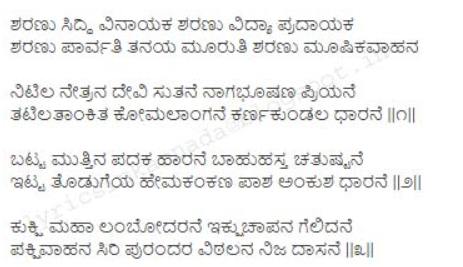 ಶರಣು ಸಿದ್ದಿ ವಿನಾಯಕ ಶರಣು ವಿದ್ಯಾ ಪ್ರದಾಯಕ
ಶರಣು ಪಾರ್ವತಿ ತನಯ ಮೂರುತಿ ಶರಣು ಮೂಷಿಕವಾಹನ
ನಿಟಿಲ ನೇತ್ರನ ದೇವಿ ಸುತನೆ ನಾಗಭೂಷಣ ಪ್ರಿಯನೆ
ತಟಿಲತಾಂಕಿತ ಕೋಮಲಾಂಗನೆ ಕರ್ಣಕುಂಡಲ ಧಾರನೆ ||೧||
ಬಟ್ಟ ಮುತ್ತಿನ ಪದಕ ಹಾರನೆ ಬಾಹುಹಸ್ತ ಚತುಷ್ಟನೆ
ಇಟ್ಟ ತೊಡುಗೆಯ ಹೇಮಕಂಕಣ ಪಾಶ ಅಂಕುಶ ಧಾರನೆ ||೨||
ಕುಕ್ಷಿ ಮಹಾ ಲಂಬೋದರನೆ ಇಕ್ಷುಚಾಪನ ಗೆಲಿದನೆ
ಪಕ್ಷಿವಾಹನ ಸಿರಿ ಪುರಂದರ ವಿಠಲನ ನಿಜ ದಾಸನೆ ||೩||